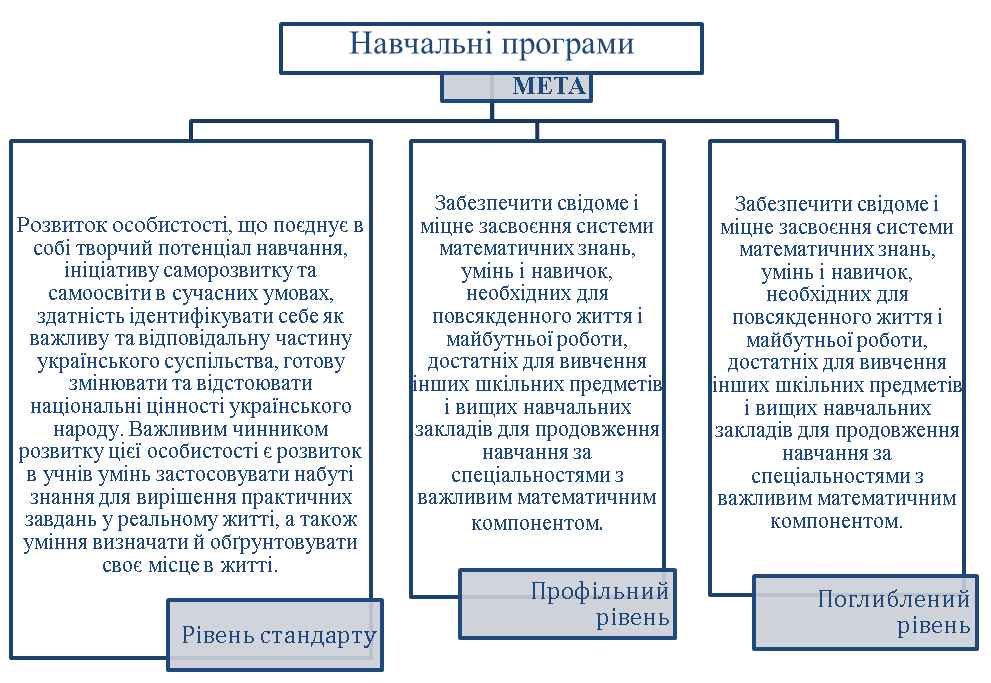 Навчальні програми
МЕТА
Розвиток особистості, що поєднує в
собі творчий потенціал навчання,
ініціативу саморозвитку та
самоосвіти в сучасних умовах,
здатність ідентифікувати себе як
важливу та відповідальну частину
українського суспільства, готову
змінювати та відстоювати
національні цінності українського
народу. Важливим чинником
розвитку цієї особистості є розвиток
в учнів умінь застосовувати набуті
знання для вирішення практичних
завдань у реальному житті, а також
уміння визначати й обґрунтовувати
своє місце в житті.
Рівень стандарту
Забезпечити свідоме і
міцне засвоєння системи
математичних знань,
умінь і навичок,
необхідних для
повсякденного життя і
майбутньої роботи,
достатніх для вивчення
інших шкільних предметів
і вищих навчальних
закладів для продовження
навчання за
спеціальностями з
важливим математичним
компонентом.
Профільний
рівень
Забезпечити свідоме і
міцне засвоєння системи
математичних знань,
умінь і навичок,
необхідних для
повсякденного життя і
майбутньої роботи,
достатніх для вивчення
інших шкільних предметів
і вищих навчальних
закладів для продовження
навчання за
спеціальностями з
важливим математичним
компонентом.
Поглиблений
рівень